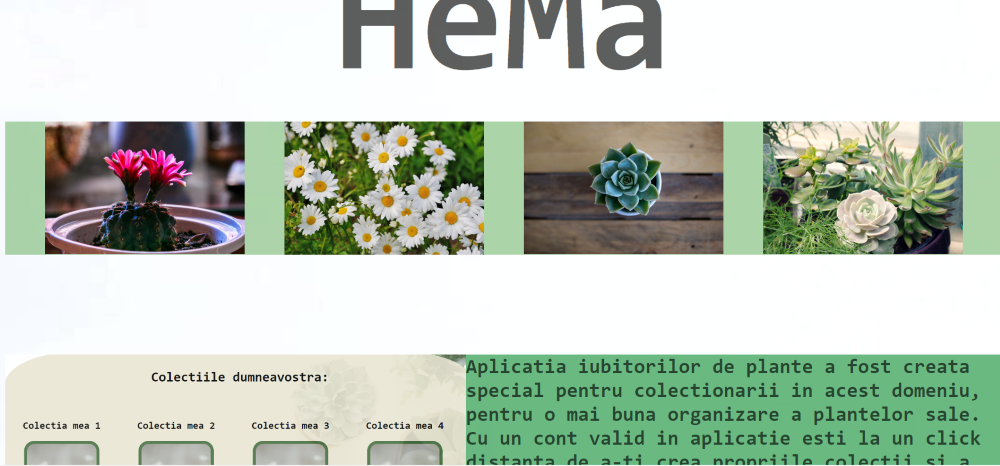 HeMa
Colectiile dumneavostra:
Colectia mea 1
Colectia mea 2
Colectia mea 3
Colectia mea 4
Aplicatia iubitorilor de plante a fost creata
special pentru colectionarii in acest domeniu,
pentru o mai buna organizare a plantelor sale.
Cu un cont valid in aplicatie esti la un click
distanta de a-ti crea propriile colectii si a